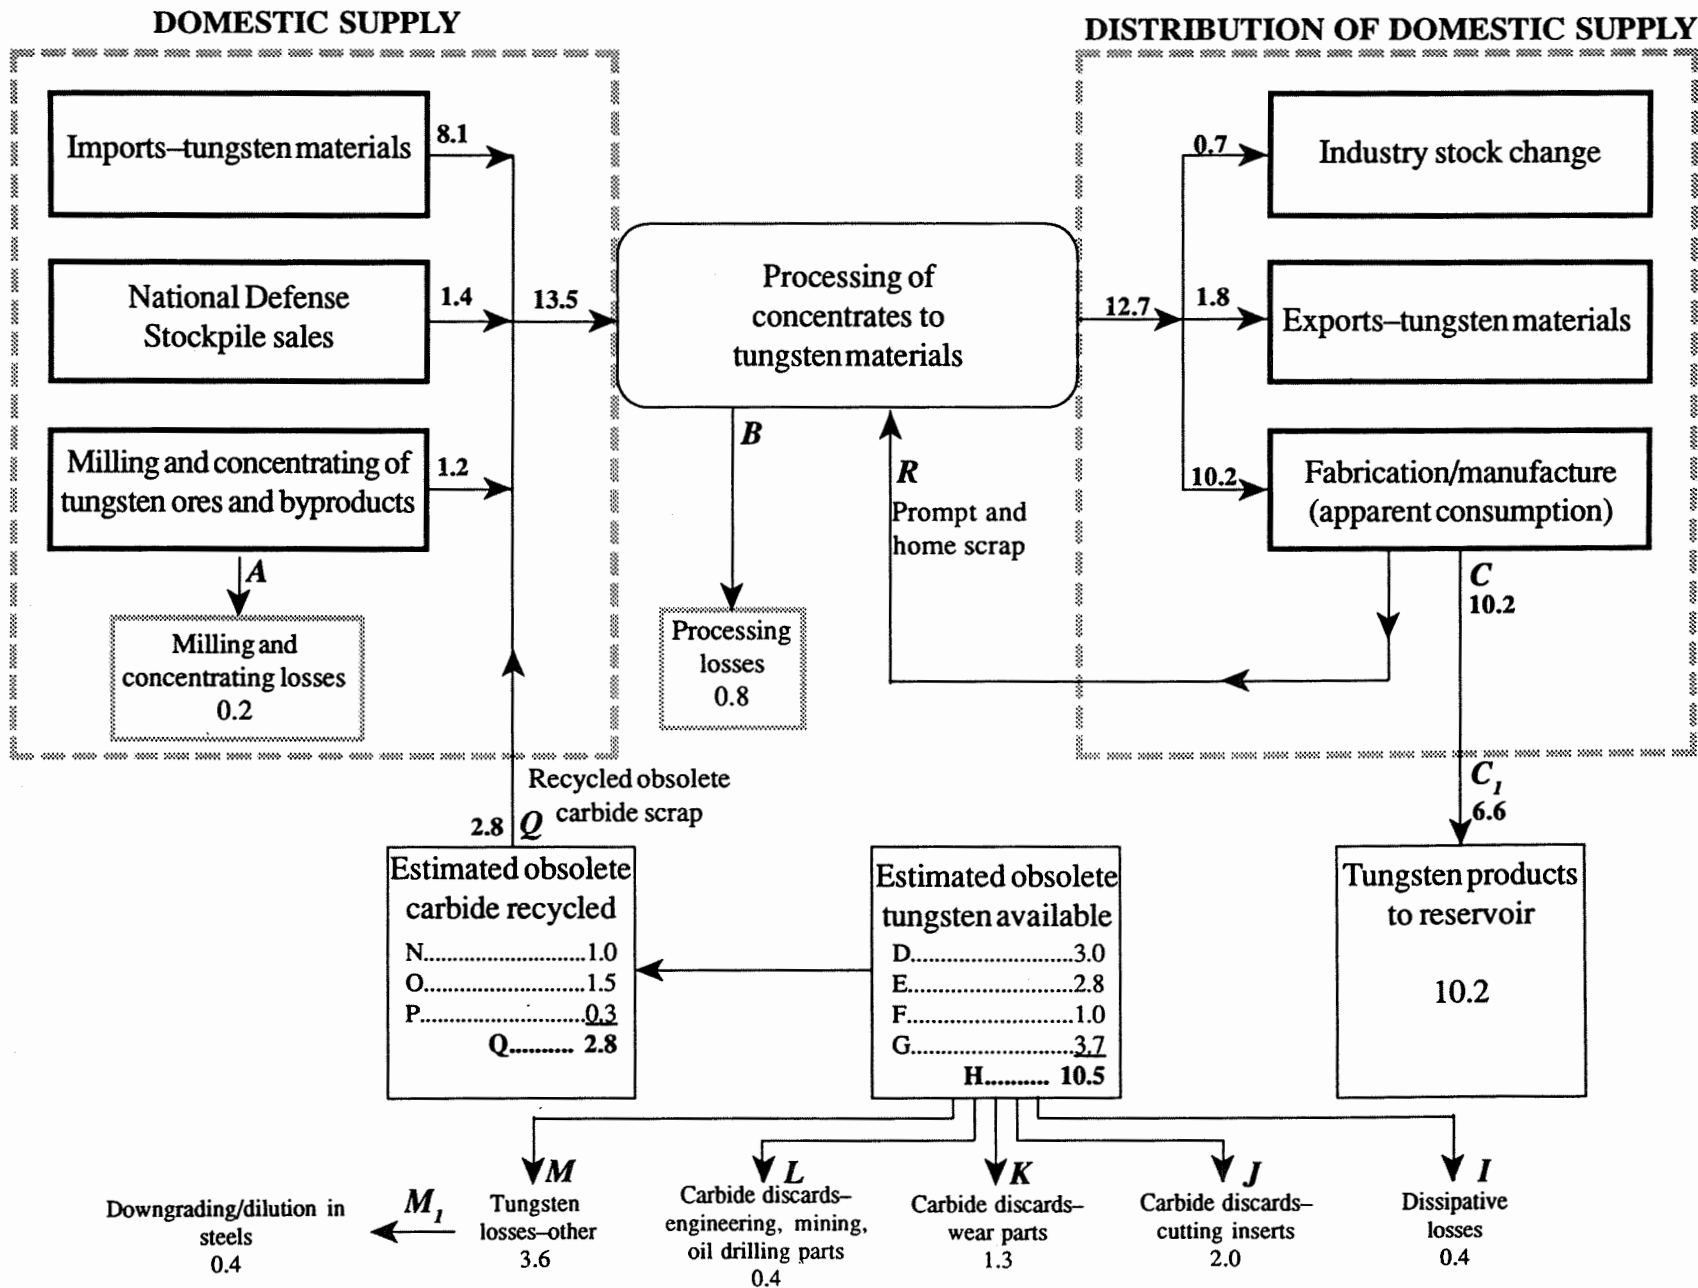 DOMESTIC SUPPLY
DISTRIBUTION OF DOMESTIC SUPPLY
Imports–tungsten materials
8.1
National Defense
Stockpile sales
1.4
13.5
Milling and concentrating of
tungsten ores and byproducts
1.2
A
Milling and
concentrating losses
0.2
Processing of
concentrates to
tungsten materials
B
Processing
losses
0.8
R
Prompt and
home scrap
12.7
0.7
Industry stock change
1.8
Exports–tungsten materials
10.2
Fabrication/manufacture
(apparent consumption)
C
10.2
C1
6.6
Recycled obsolete
carbide scrap
2.8 Q
Estimated obsolete
carbide recycled
N..............................1.0
O..............................1.5
P..............................0.3
Q.......... 2.8
Estimated obsolete
tungsten available
D..............................3.0
E..............................2.8
F..............................1.0
G..............................3.7
H.......... 10.5
Tungsten products
to reservoir
10.2
M1
Downgrading/dilution in
steels
0.4
M
Tungsten
losses–other
3.6
L
Carbide discards–
engineering, mining,
oil drilling parts
0.4
K
Carbide discards–
wear parts
1.3
J
Carbide discards–
cutting inserts
2.0
I
Dissipative
losses
0.4